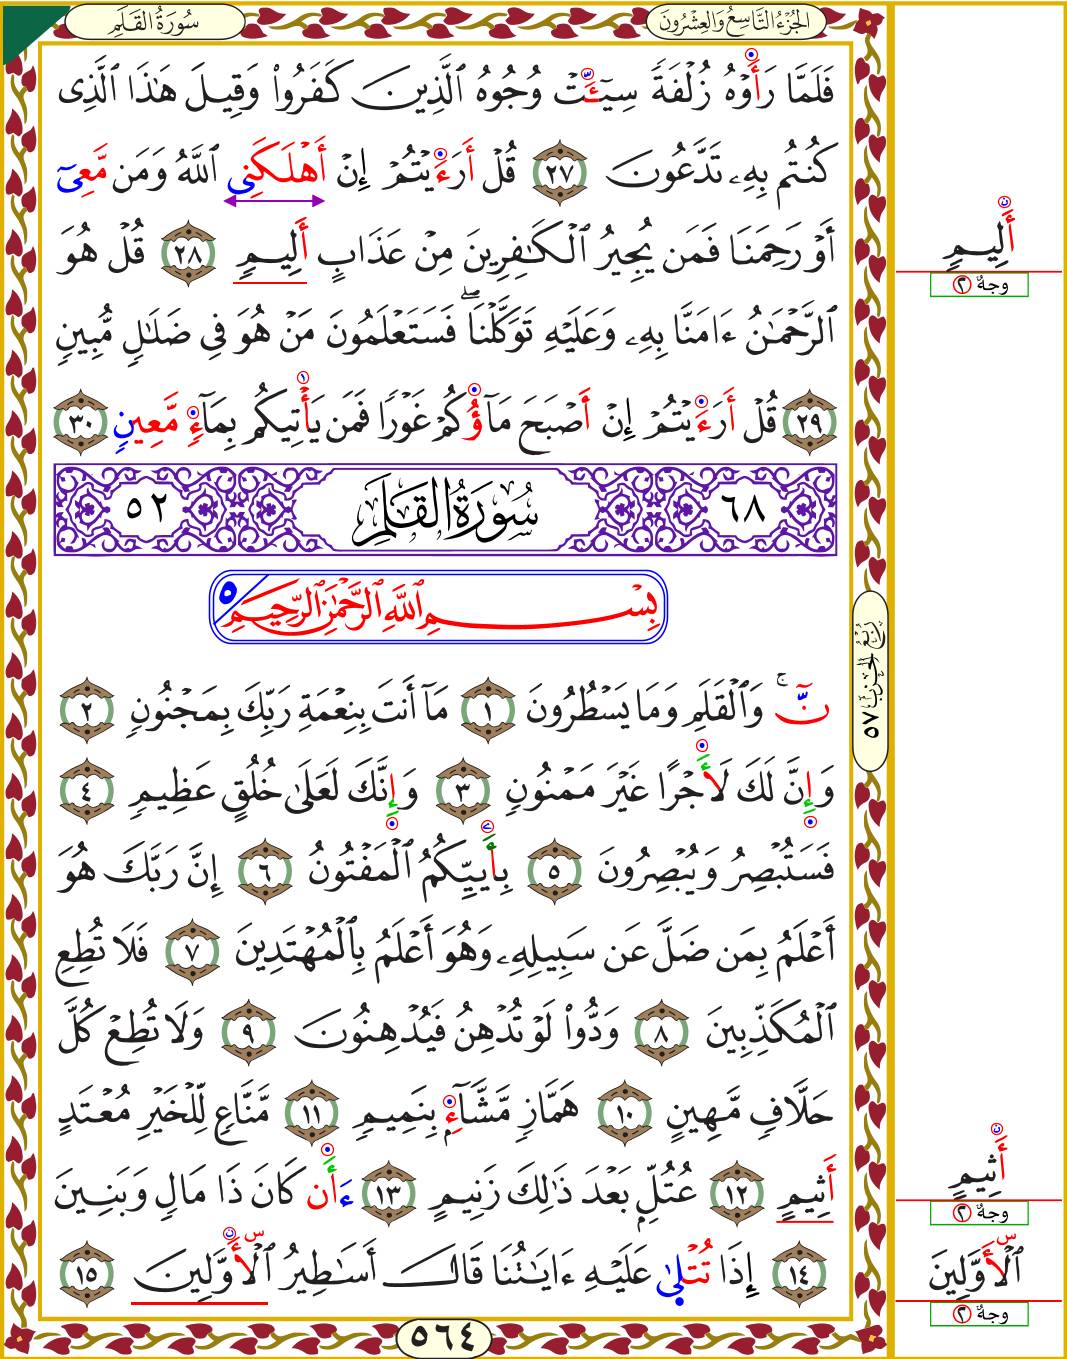 الجُزْءُ التَّاسِعُ وَالعِشْرُونَ
سُورَةُ القَلَمِ
فَلَمَّا رَأَوۡهُ زُلۡفَةٗ سِيٓـَٔتۡ وُجُوهُ ٱلَّذِينَ كَفَرُواْ وَقِيلَ هَٰذَا ٱلَّذِى
كُنتُم بِهِۦ تَدَّعُونَ ٢٧ قُلۡ أَرَءَيۡتُمۡ إِنۡ أَهۡلَكَنِى ٱللَّهُ وَمَن مَّعِىٓ
أَوۡ رَحِمَنَا فَمَن يُجِيرُ ٱلۡكَٰفِرِينَ مِنۡ عَذَابٍ أَلِيمٖ ٢٨ قُلۡ هُوَ
ٱلرَّحۡمَٰنُ ءَامَنَّا بِهِۦ وَعَلَيۡهِ تَوَكَّلۡنَاۖ فَسَتَعۡلَمُونَ مَنۡ هُوَ فِى ضَلَٰلٖ مُّبِينٖ
٢٩ قُلۡ أَرَءَيۡتُمۡ إِنۡ أَصۡبَحَ مَآؤُكُمۡ غَوۡرٗا فَمَن يَأۡتِيكُم بِمَآءٖ مَّعِينِۭ ٣٠
٦٨ سُورَةُ القَلَمِ ٥٢
بِسۡمِ ٱللَّهِ ٱلرَّحۡمَٰنِ ٱلرَّحِيمِ ٥
نٓۚ وَٱلۡقَلَمِ وَمَا يَسۡطُرُونَ ١ مَآ أَنتَ بِنِعۡمَةِ رَبِّكَ بِمَجۡنُونٖ ٢
وَإِنَّ لَكَ لَأَجۡرًا غَيۡرَ مَمۡنُونٖ ٣ وَإِنَّكَ لَعَلَىٰ خُلُقٍ عَظِيمٖ ٤
فَسَتُبۡصِرُ وَيُبۡصِرُونَ ٥ بِأَييِّكُمُ ٱلۡمَفۡتُونُ ٦ إِنَّ رَبَّكَ هُوَ
أَعۡلَمُ بِمَن ضَلَّ عَن سَبِيلِهِۦ وَهُوَ أَعۡلَمُ بِٱلۡمُهۡتَدِينَ ٧ فَلَا تُطِعِ
ٱلۡمُكَذِّبِينَ ٨ وَدُّواْ لَوۡ تُدۡهِنُ فَيُدۡهِنُونَ ٩ وَلَا تُطِعۡ كُلَّ
حَلَّافٖ مَّهِينٍ ١٠ هَمَّازٖ مَّشَّآءِۭ بِنَمِيمٖ ١١ مَّنَّاعٖ لِّلۡخَيۡرِ مُعۡتَدٍ
أَثِيمٍ ١٢ عُتُلِّۭ بَعۡدَ ذَٰلِكَ زَنِيمٍ ١٣ ءَأَن كَانَ ذَا مَالٖ وَبَنِينَ
١٤ إِذَا تُتۡلَىٰ عَلَيۡهِ ءَايَٰتُنَا قَالَ أَسَٰطِيرُ ٱلۡأَوَّلِينَ ١٥
٥٦٤
رُبۡعُ الحِزۡب ٥٧
أَلِيمٍ
وجهٌ ٢
أَثِيمٍ
وجهٌ ٢
ٱلۡأَوَّلِينَ
وجهٌ ٢